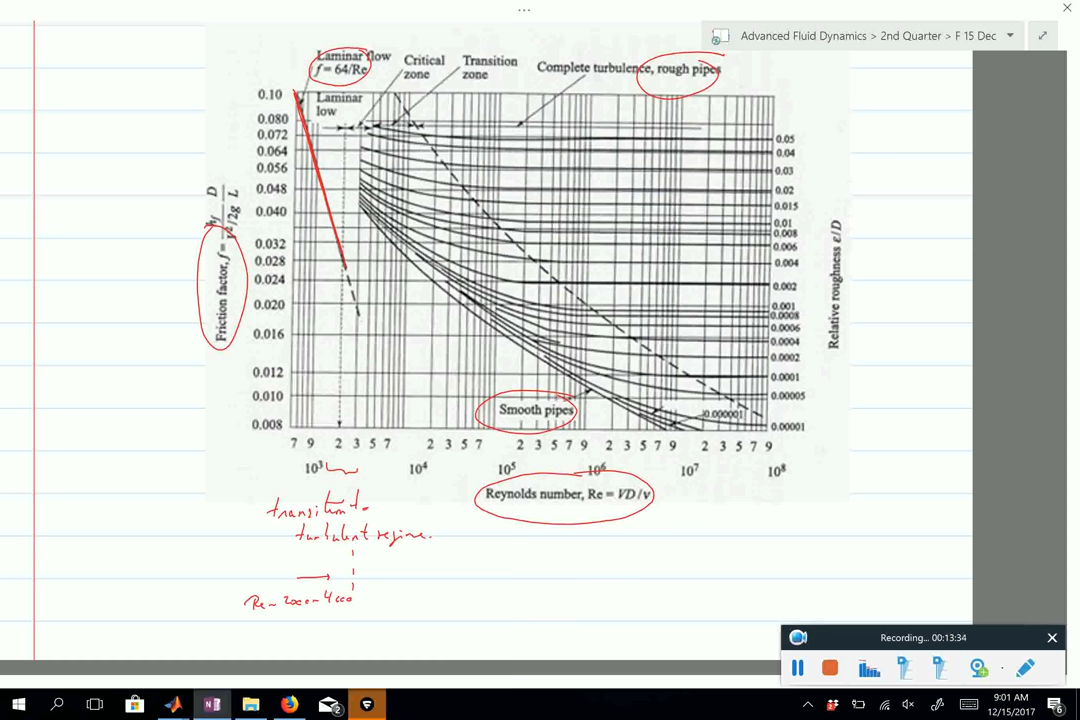 Advanced Fluid Dynamics > 2nd Quarter > F 15 Dec
Laminar flow
f = 64/Re
Critical
zone
Transition
zone
Complete turbulence, rough pipes
Laminar
low
0.10
0.080
0.072
0.064
0.056
0.048
0.040
0.032
0.028
0.024
0.020
0.016
0.012
0.010
0.008
Friction factor, f = hf D
v²/2g L
0.05
0.04
0.03
0.02
0.015
0.01
0.008
0.006
0.004
0.002
0.001
0.0008
0.0006
0.0004
0.0002
0.0001
0.00005
0.00001
Relative roughness ε/D
Smooth pipes
0.000001
7 9 2 3 5 7 2 3 5 7 2 3 5 7 9 2 3 5 7 9 2 3 5 7 9
10³ 10⁴ 10⁵ 10⁶ 10⁷ 10⁸
Reynolds number, Re = VD/ν
transition t.
turbulent regime.
Re ~ 2000 - 4000
Recording... 00:13:34
9:01 AM
12/15/2017
2
6